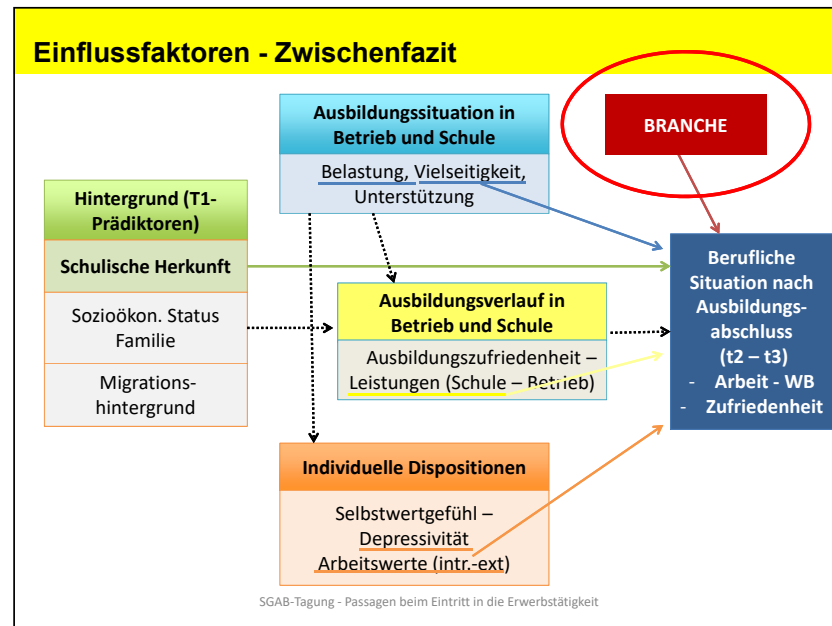 Einflussfaktoren - Zwischenfazit
Ausbildungssituation in
Betrieb und Schule
Belastung, Vielseitigkeit,
Unterstützung
BRANCHE
Hintergrund (T1-
Prädiktoren)
Schulische Herkunft
Sozioökon. Status
Familie
Migrations-
hintergrund
Ausbildungsverlauf in
Betrieb und Schule
Ausbildungszufriedenheit –
Leistungen (Schule – Betrieb)
Berufliche
Situation nach
Ausbildungs-
abschluss
(t2 – t3)
- Arbeit - WB
- Zufriedenheit
Individuelle Dispositionen
Selbstwertgefühl –
Depressivität
Arbeitswerte (intr.-ext)
SGAB-Tagung - Passagen beim Eintritt in die Erwerbstätigkeit